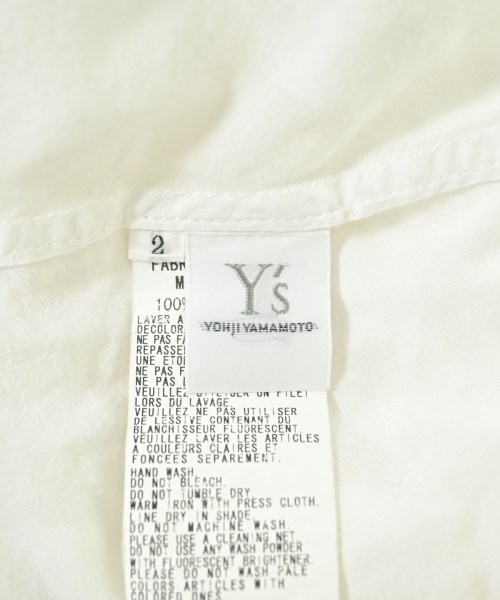 2
Y's
YOHJI YAMAMOTO
FABR
M
100%
LAVER A
DECOLOR
NE PAS FA
REPASSE
UNE ETO
NE PAS F
NE PAS
VEUILLEZ UTILISER UN FILET
LORS DU LAVAGE.
VEUILLEZ NE PAS UTILISER
DE LESSIVE CONTENANT DU
BLANCHISSEUR FLUORESCENT.
VEUILLEZ LAVER LES ARTICLES
A COULEURS CLAIRES ET
FONCEES SEPAREMENT.
HAND WASH.
DO NOT BLEACH.
DO NOT TUMBLE DRY.
WARM IRON WITH PRESS CLOTH.
LINE DRY IN SHADE.
DO NOT MACHINE WASH.
PLEASE USE A CLEANING NET.
DO NOT USE ANY WASH POWDER
WITH FLUORESCENT BRIGHTENER.
PLEASE DO NOT WASH PALE
COLORS ARTICLES WITH
COLORED ONES.